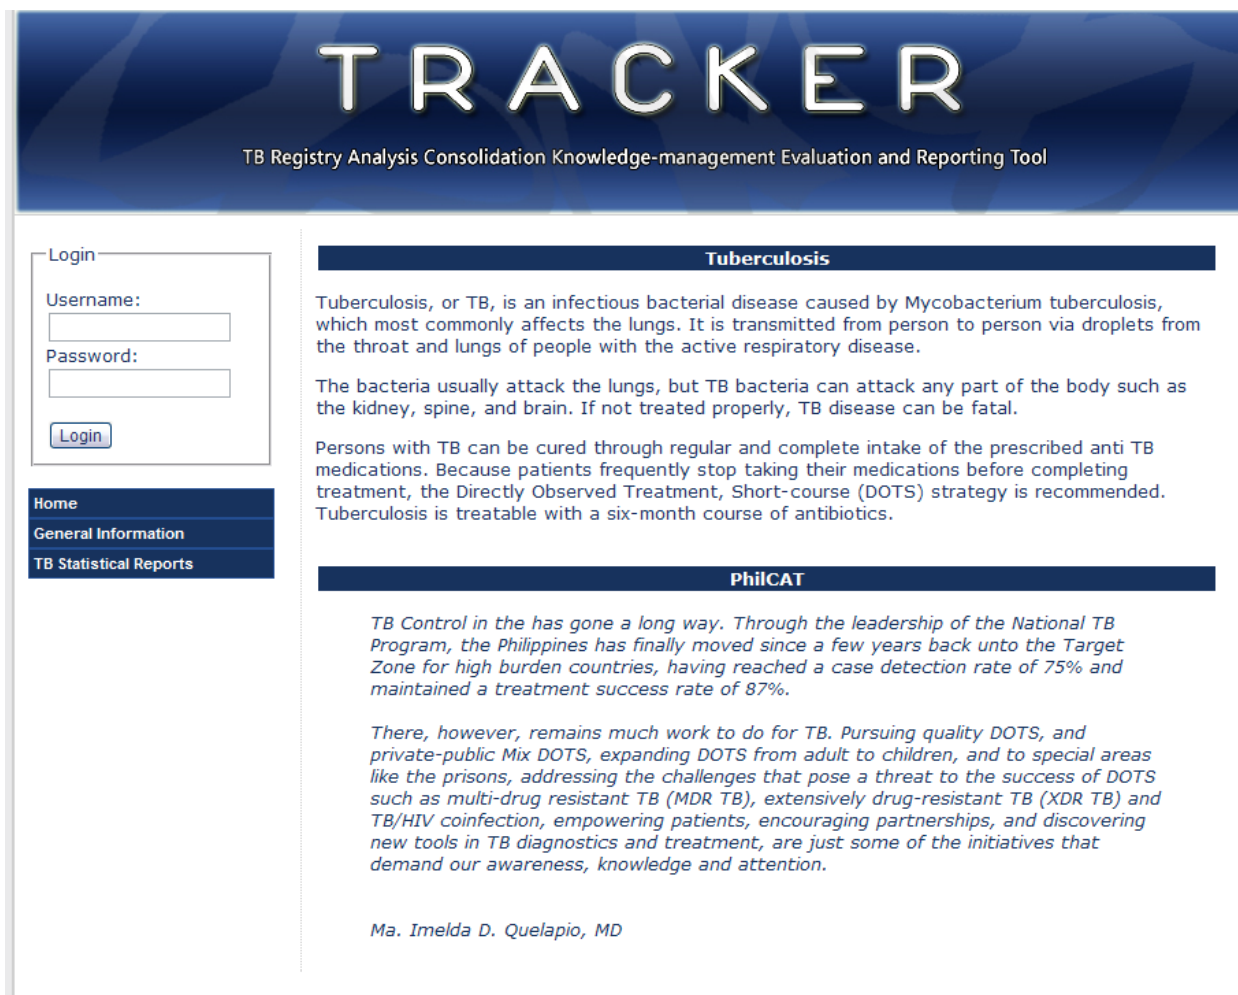 TRACKER
TB Registry Analysis Consolidation Knowledge-management Evaluation and Reporting Tool
Login
Username:
Password:
Login
Home
General Information
TB Statistical Reports
Tuberculosis
Tuberculosis, or TB, is an infectious bacterial disease caused by Mycobacterium tuberculosis,
which most commonly affects the lungs. It is transmitted from person to person via droplets from
the throat and lungs of people with the active respiratory disease.
The bacteria usually attack the lungs, but TB bacteria can attack any part of the body such as
the kidney, spine, and brain. If not treated properly, TB disease can be fatal.
Persons with TB can be cured through regular and complete intake of the prescribed anti TB
medications. Because patients frequently stop taking their medications before completing
treatment, the Directly Observed Treatment, Short-course (DOTS) strategy is recommended.
Tuberculosis is treatable with a six-month course of antibiotics.
PhilCAT
TB Control in the has gone a long way. Through the leadership of the National TB
Program, the Philippines has finally moved since a few years back unto the Target
Zone for high burden countries, having reached a case detection rate of 75% and
maintained a treatment success rate of 87%.
There, however, remains much work to do for TB. Pursuing quality DOTS, and
private-public Mix DOTS, expanding DOTS from adult to children, and to special areas
like the prisons, addressing the challenges that pose a threat to the success of DOTS
such as multi-drug resistant TB (MDR TB), extensively drug-resistant TB (XDR TB) and
TB/HIV coinfection, empowering patients, encouraging partnerships, and discovering
new tools in TB diagnostics and treatment, are just some of the initiatives that
demand our awareness, knowledge and attention.
Ma. Imelda D. Quelapio, MD